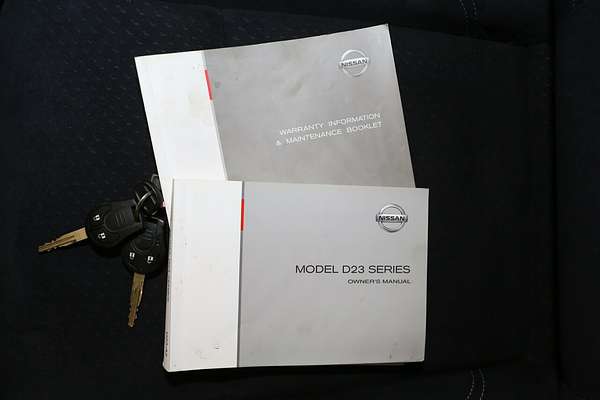 NISSAN
WARRANTY INFORMATION
& MAINTENANCE BOOKLET
NISSAN
MODEL D23 SERIES
OWNER'S MANUAL